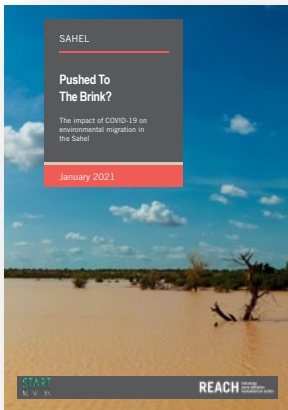 SAHEL
Pushed To
The Brink?
The impact of COVID-19 on
environmental migration in
the Sahel
January 2021
START
REACH